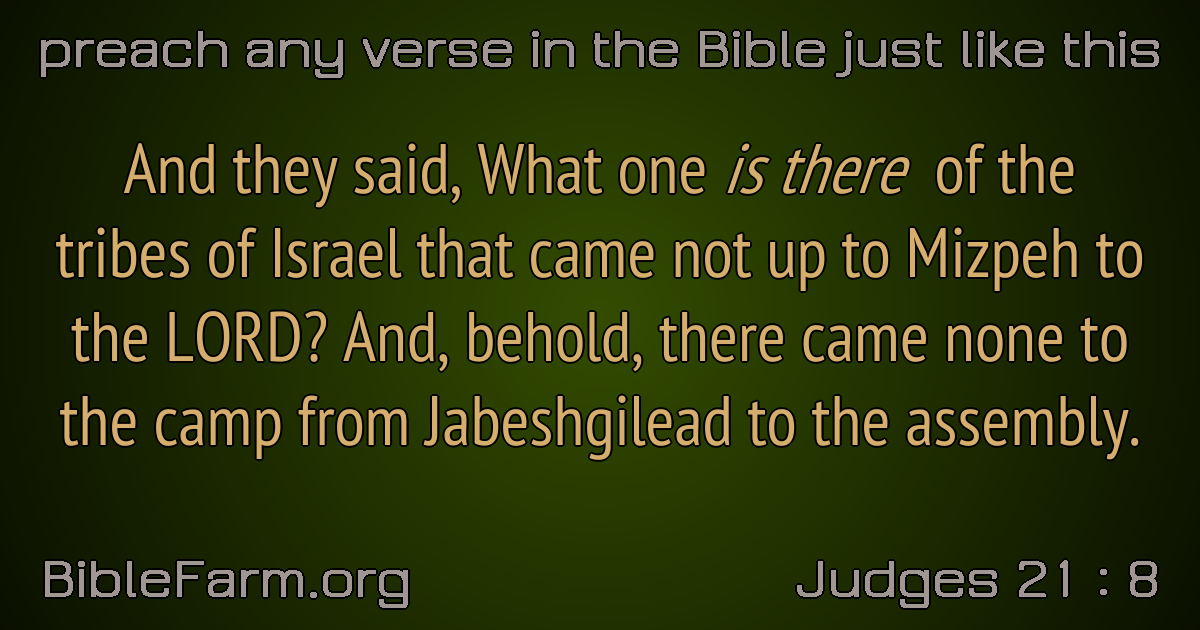 preach any verse in the Bible just like this
And they said, What one is there of the
tribes of Israel that came not up to Mizpeh to
the LORD? And, behold, there came none to
the camp from Jabeshgilead to the assembly.
BibleFarm.org
Judges 21 : 8